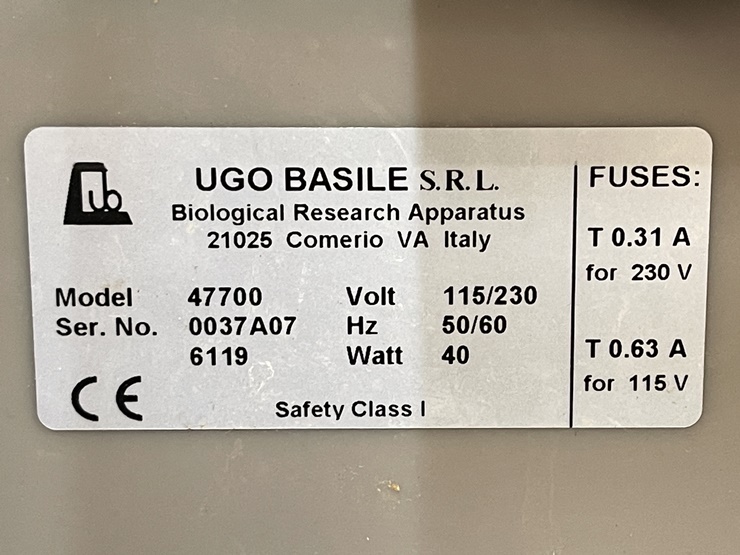 ub
UGO BASILE S.R.L.
Biological Research Apparatus
21025 Comerio VA Italy
Model 47700 Volt 115/230
Ser. No. 0037A07 Hz 50/60
6119 Watt 40
CE Safety Class I
FUSES:
T 0.31 A
for 230 V
T 0.63 A
for 115 V